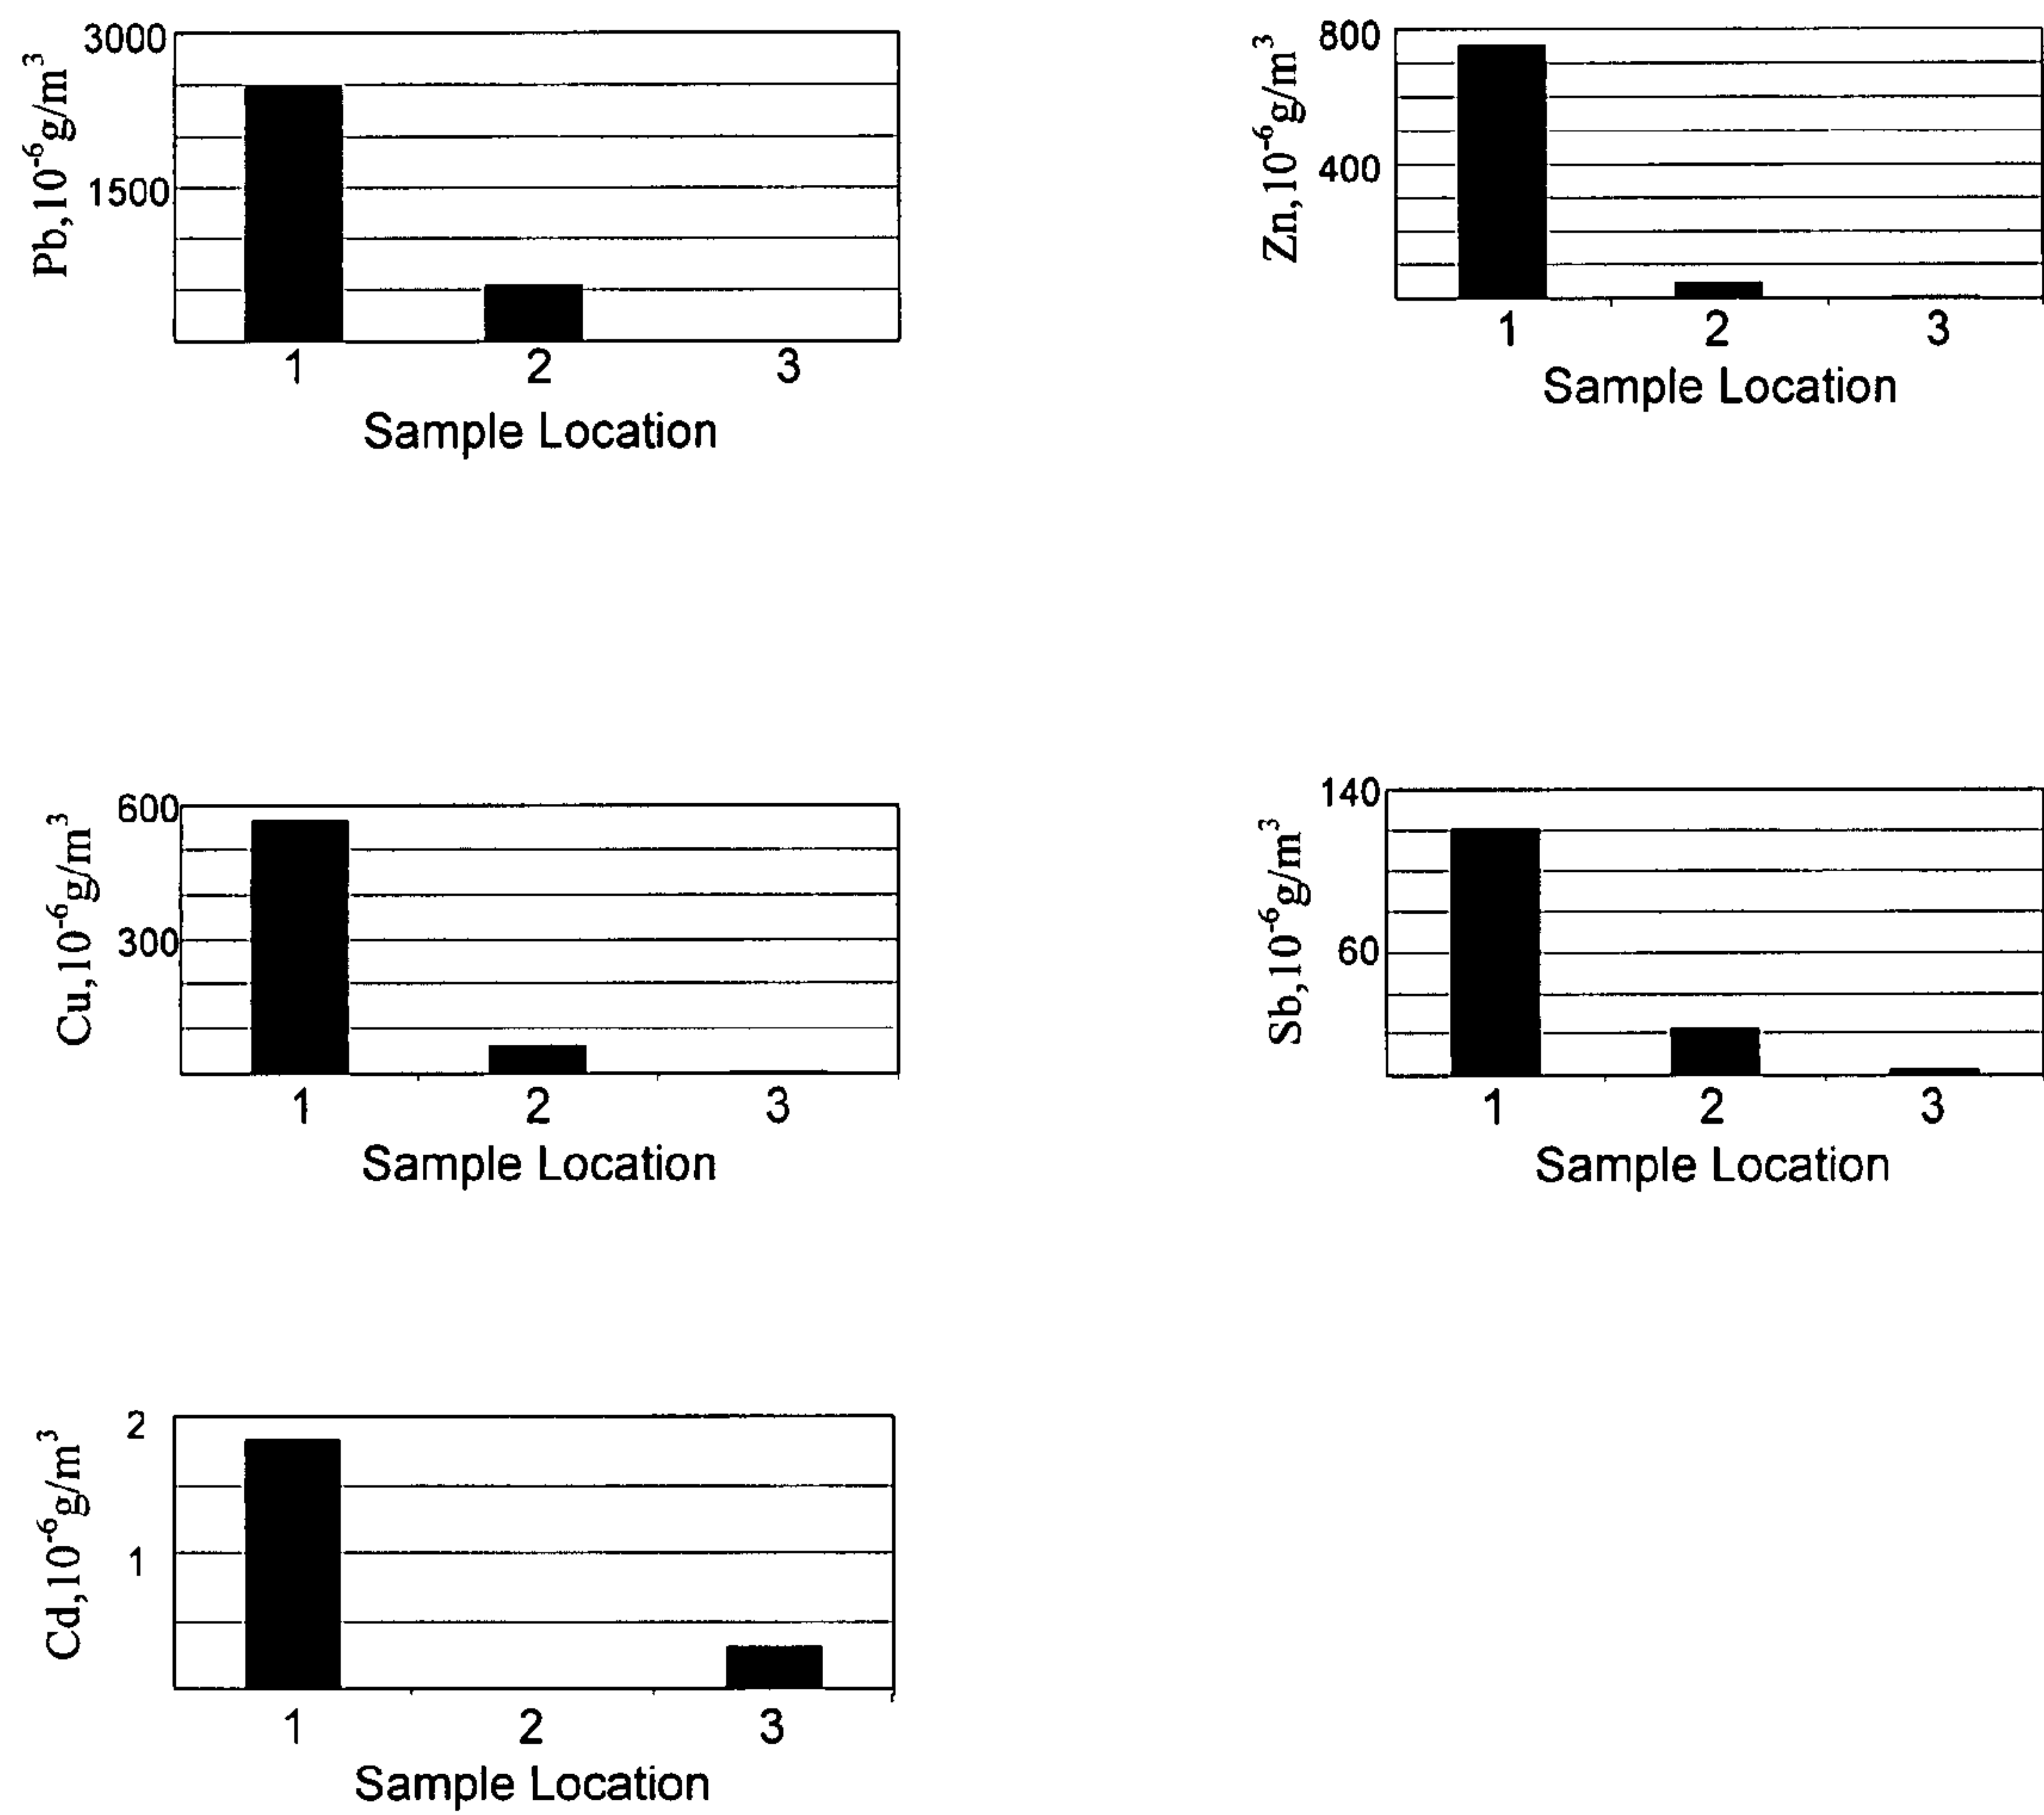 Pb,10⁻⁶g/m³
3000
1500
1 2 3
Sample Location
Zn,10⁻⁶g/m³
800
400
1 2 3
Sample Location
Cu,10⁻⁶g/m³
600
300
1 2 3
Sample Location
Sb,10⁻⁶g/m³
140
60
1 2 3
Sample Location
Cd,10⁻⁶g/m³
2
1
1 2 3
Sample Location